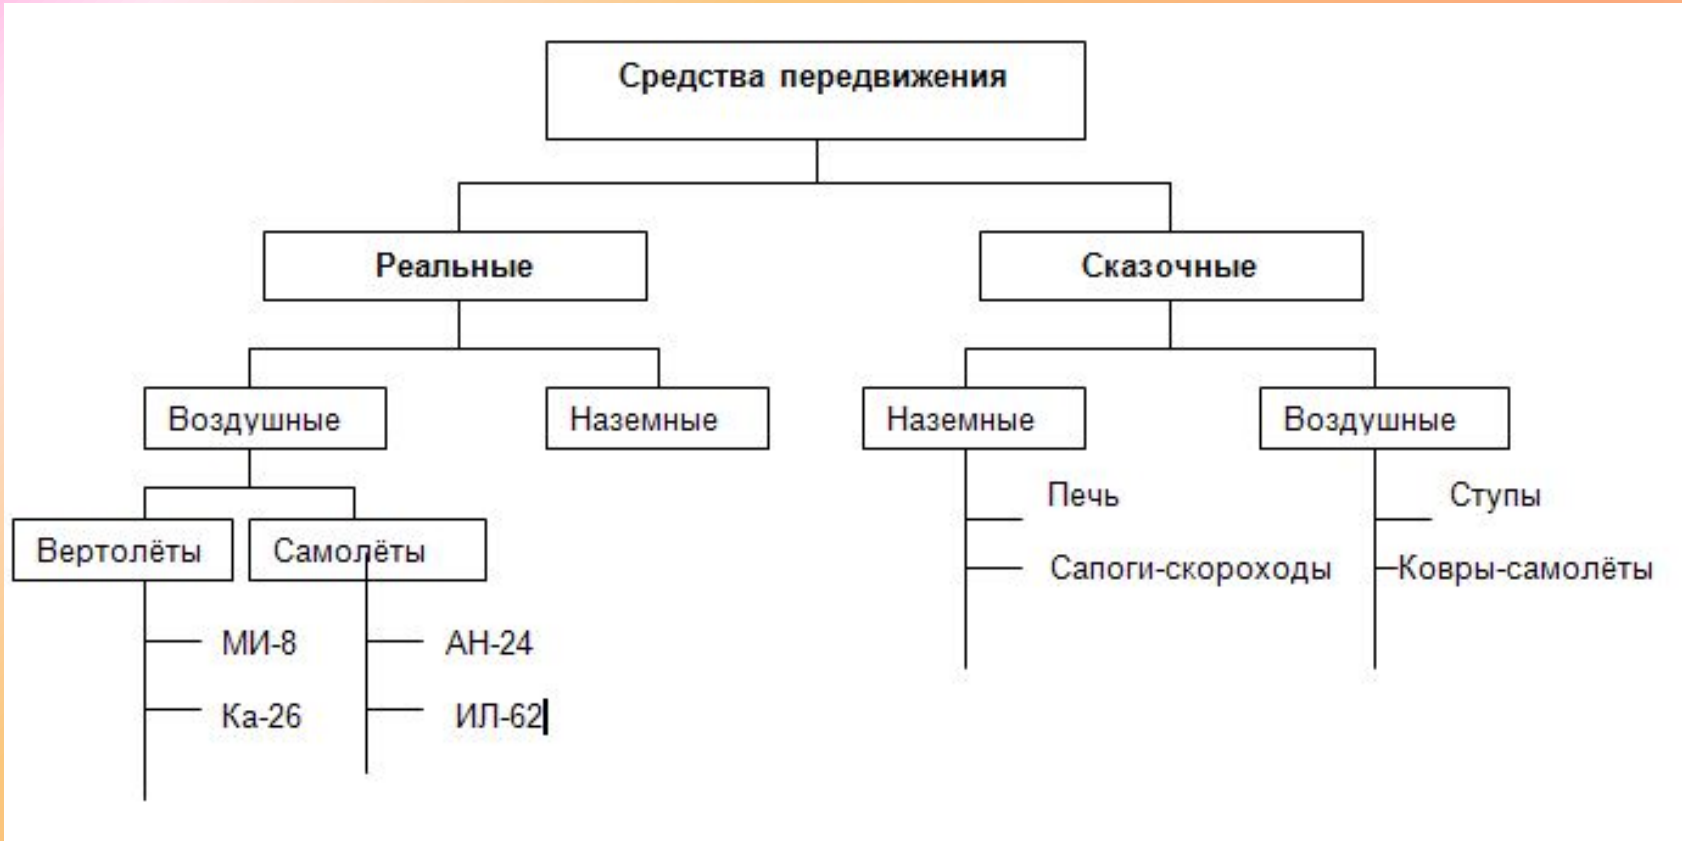 Средства передвижения
Реальные
Сказочные
Воздушные
Наземные
Наземные
Воздушные
Печь
Ступы
Вертолёты
Самолёты
Сапоги-скороходы
Ковры-самолёты
МИ-8
АН-24
Ка-26
ИЛ-62